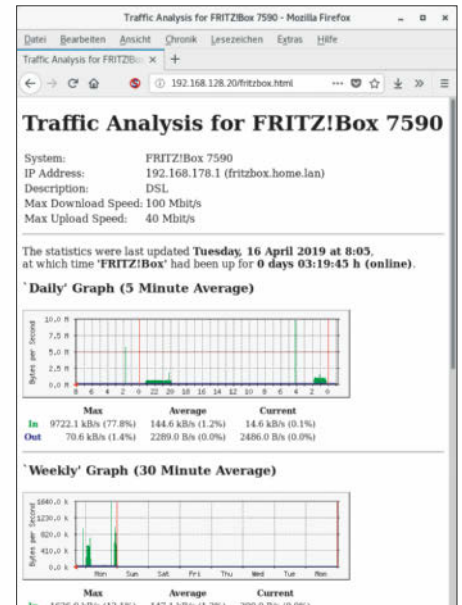 Traffic Analysis for FRITZ!Box 7590 - Mozilla Firefox
Datei Bearbeiten Ansicht Chronik Lesezeichen Extras Hilfe
Traffic Analysis for FRITZ!Bo × +
192.168.128.20/fritzbox.html
Traffic Analysis for FRITZ!Box 7590
System: FRITZ!Box 7590
IP Address: 192.168.178.1 (fritzbox.home.lan)
Description: DSL
Max Download Speed: 100 Mbit/s
Max Upload Speed: 40 Mbit/s
The statistics were last updated Tuesday, 16 April 2019 at 8:05,
at which time 'FRITZ!Box' had been up for 0 days 03:19:45 h (online).
`Daily' Graph (5 Minute Average)
Bytes per Second
10.0 M
7.5 M
5.0 M
2.5 M
0.0 M
8 6 4 2 0 22 20 18 16 14 12 10 8 6 4 2 0
Max Average Current
In 9722.1 kB/s (77.8%) 144.6 kB/s (1.2%) 14.6 kB/s (0.1%)
Out 70.6 kB/s (1.4%) 2289.0 B/s (0.0%) 2486.0 B/s (0.0%)
`Weekly' Graph (30 Minute Average)
Bytes per Second
1640.0 k
1230.0 k
820.0 k
410.0 k
0.0 k
Mon Sun Sat Fri Thu Wed Tue Mon
Max Average Current